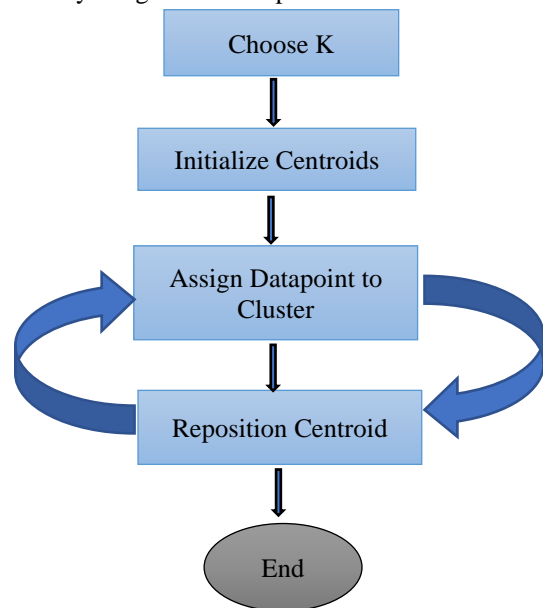 Choose K
Initialize Centroids
Assign Datapoint to
Cluster
Reposition Centroid
End